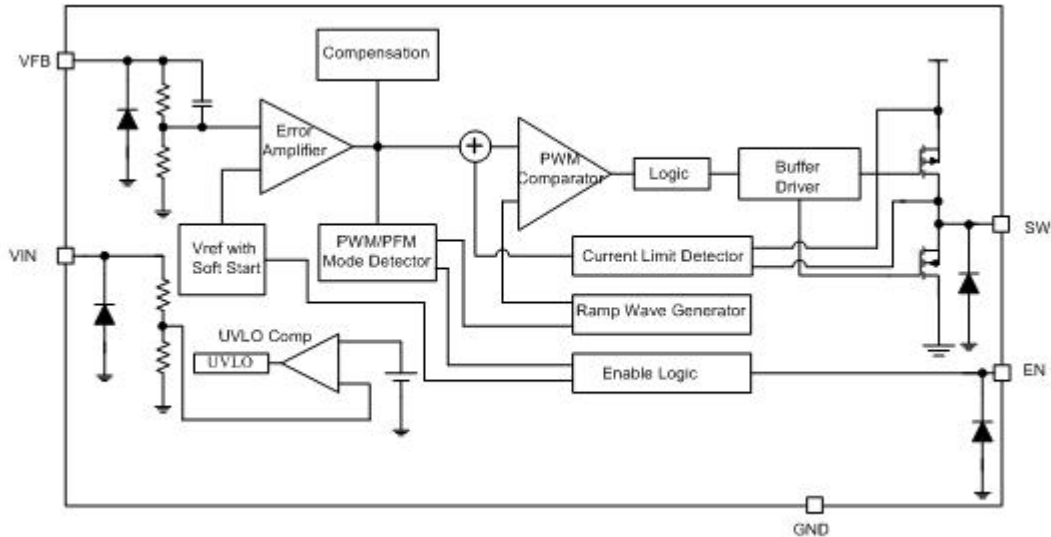 Compensation
VFB
Error
Amplifier
+
PWM
Comparator
Logic
Buffer
Driver
SW
VIN
Vref with
Soft Start
PWM/PFM
Mode Detector
Current Limit Detector
Ramp Wave Generator
UVLO Comp
UVLO
Enable Logic
EN
GND